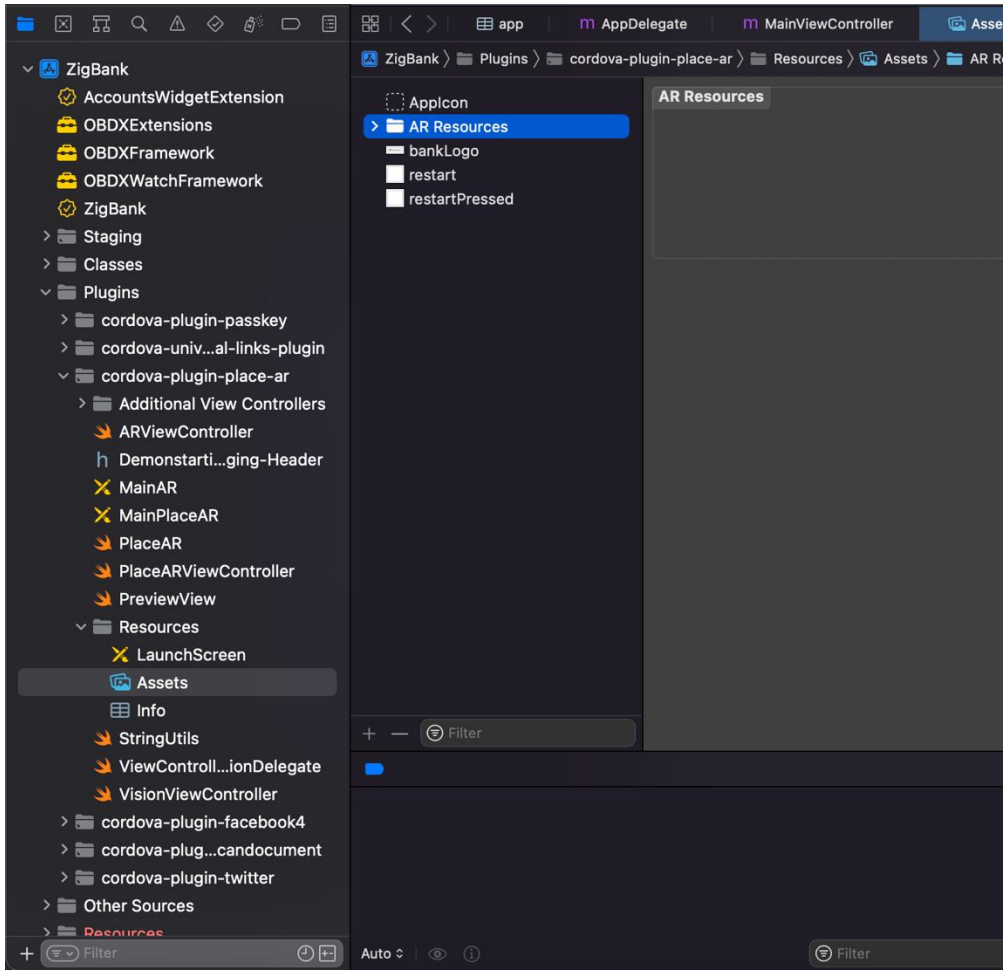 app
AppDelegate
MainViewController
Asse
ZigBank
Plugins
cordova-plugin-place-ar
Resources
Assets
AR R
ZigBank
AccountsWidgetExtension
OBDXExtensions
OBDXFramework
OBDXWatchFramework
ZigBank
Staging
Classes
Plugins
cordova-plugin-passkey
cordova-univ...al-links-plugin
cordova-plugin-place-ar
Additional View Controllers
ARViewController
h Demonstarti...ging-Header
MainAR
MainPlaceAR
PlaceAR
PlaceARViewController
PreviewView
Resources
LaunchScreen
Assets
Info
StringUtils
ViewControll...ionDelegate
VisionViewController
cordova-plugin-facebook4
cordova-plug...candocument
cordova-plugin-twitter
Other Sources
Resources
Filter
AppIcon
AR Resources
bankLogo
restart
restartPressed
Filter
AR Resources
Auto
Filter